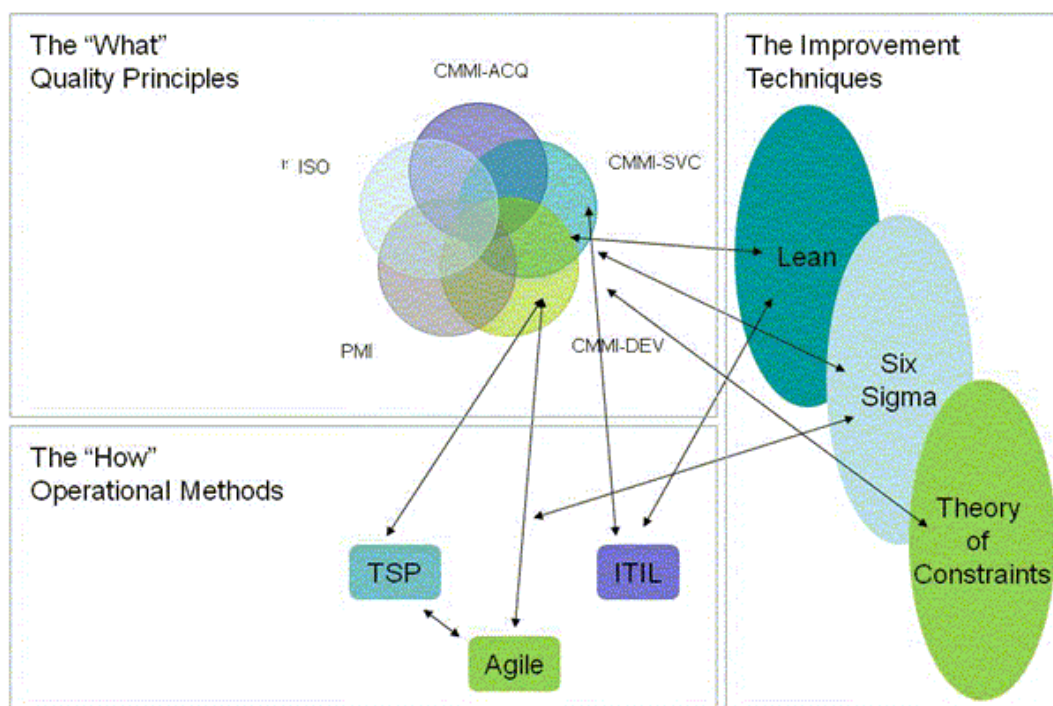 The “What”
Quality Principles
CMMI-ACQ
ISO
CMMI-SVC
PMI
CMMI-DEV
The Improvement
Techniques
Lean
Six
Sigma
Theory
of
Constraints
The “How”
Operational Methods
TSP
ITIL
Agile